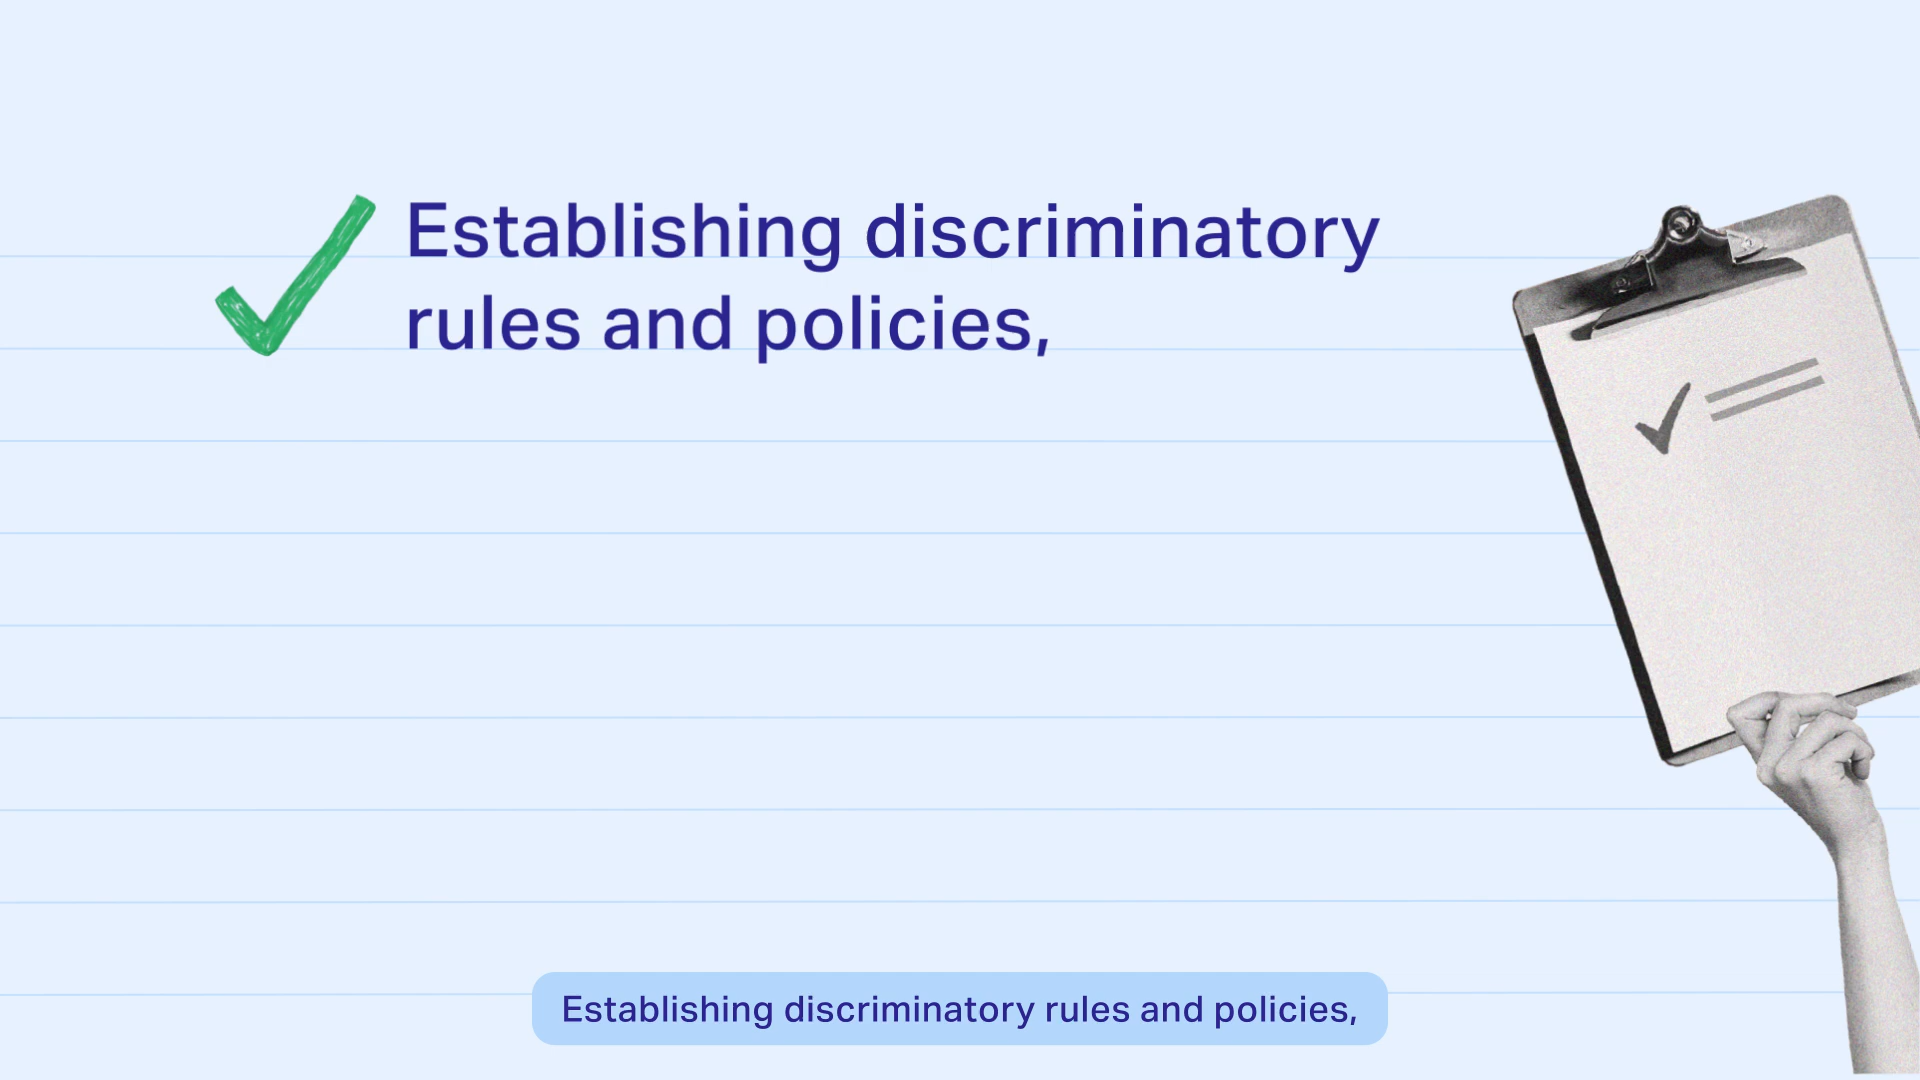 Establishing discriminatory
rules and policies,
Establishing discriminatory rules and policies,